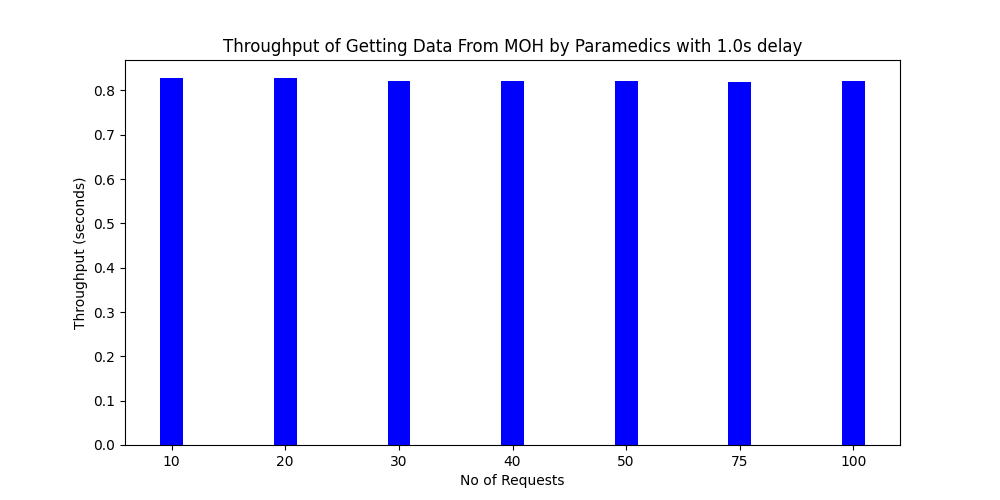 Throughput of Getting Data From MOH by Paramedics with 1.0s delay
Throughput (seconds)
0.8
0.7
0.6
0.5
0.4
0.3
0.2
0.1
0.0
10 20 30 40 50 75 100
No of Requests